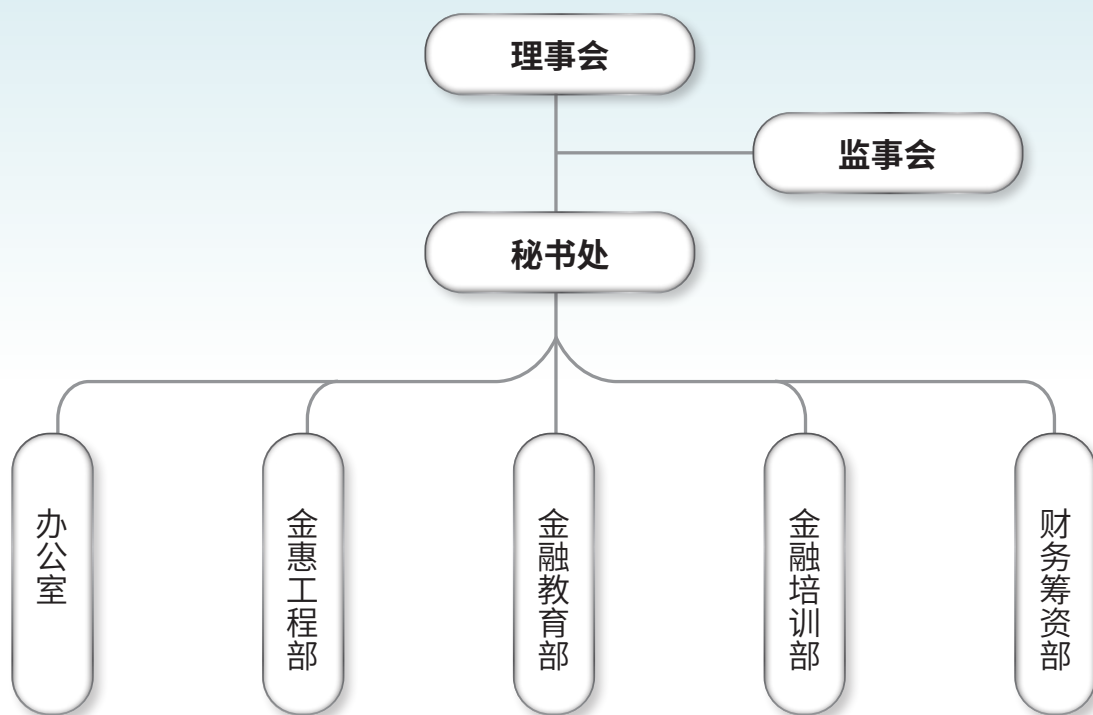 理事会
监事会
秘书处
办公室
金惠工程部
金融教育部
金融培训部
财务筹资部